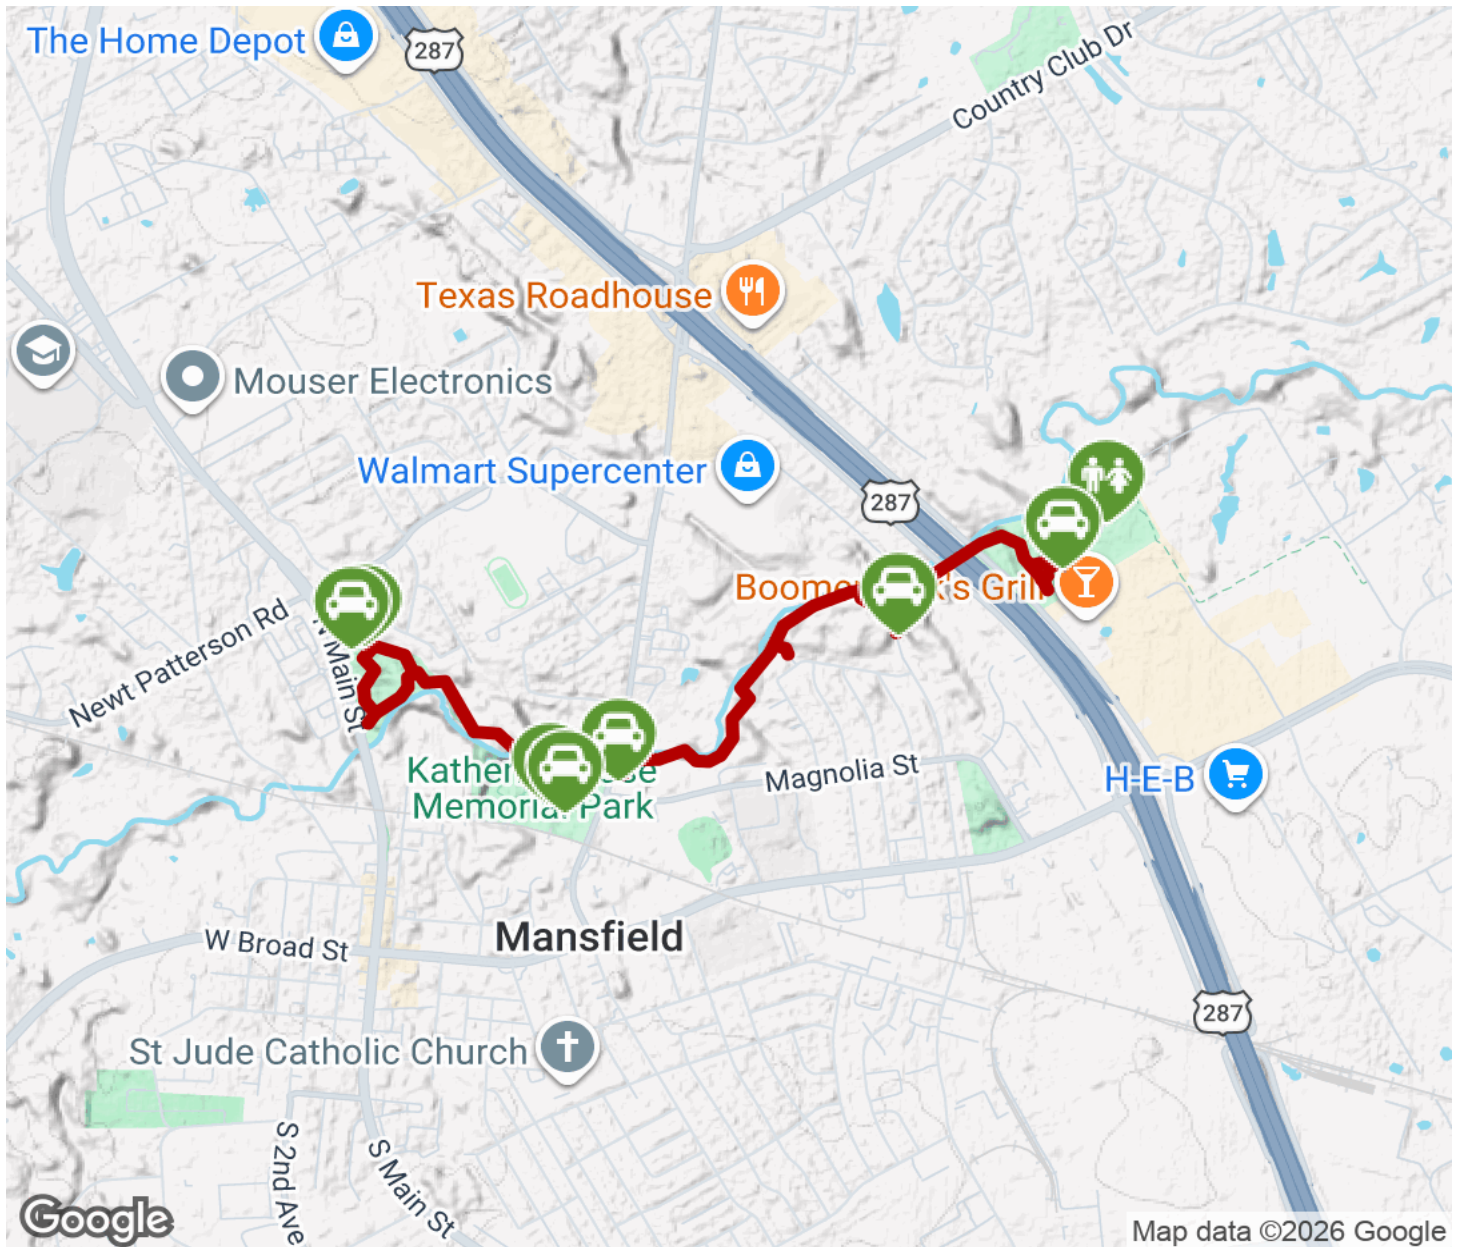 The Home Depot
287
Country Club Dr
Texas Roadhouse
Mouser Electronics
Walmart Supercenter
287
Newt Patterson Rd
N Main St
Magnolia St
Memorial Park
H-E-B
Mansfield
W Broad St
287
St Jude Catholic Church
S 2nd Ave
S Main St
Google
Map data ©2026 Google